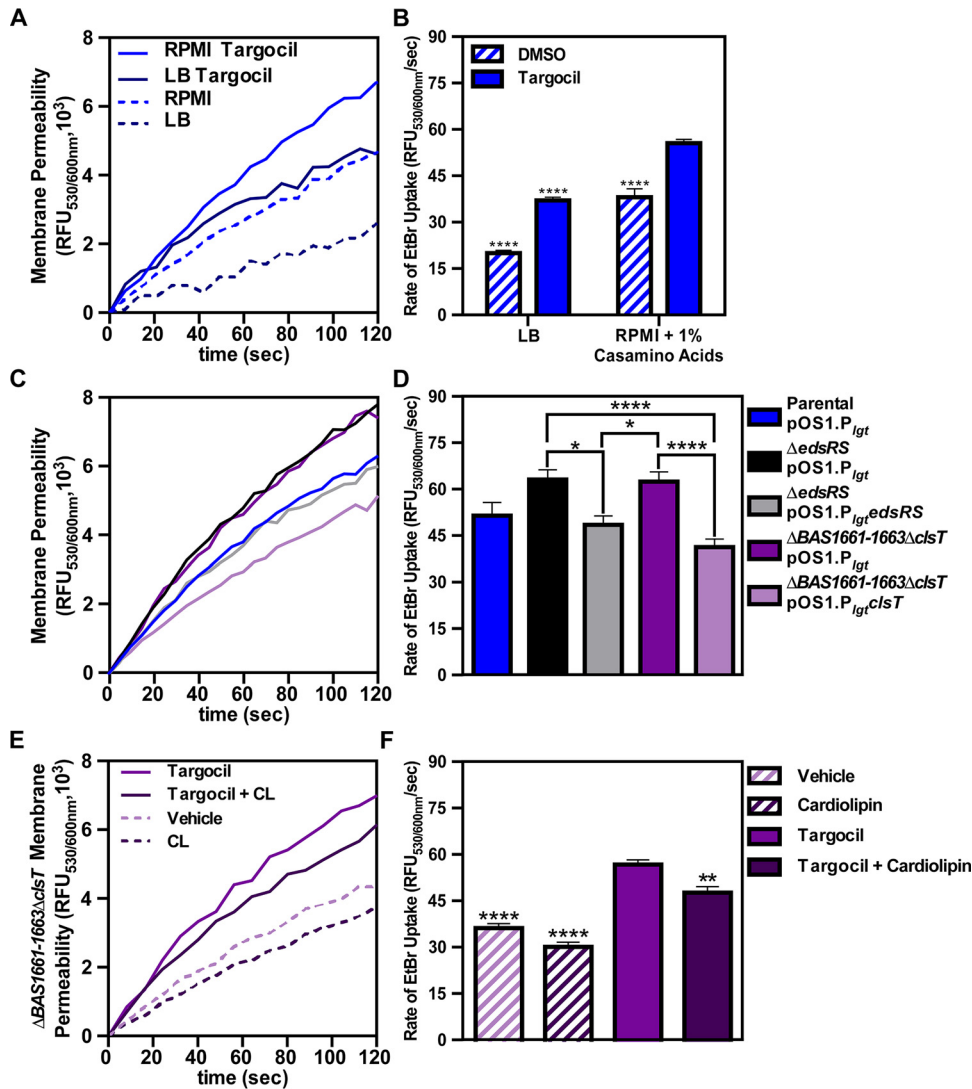 A
Membrane Permeability
(RFU530/600nm,10³)
8
6
4
2
0
RPMI Targocil
LB Targocil
RPMI
LB
0 20 40 60 80 100 120
time (sec)
B
Rate of EtBr Uptake (RFU530/600nm/sec)
90
75
60
45
30
15
0
DMSO
Targocil
****
****
****
LB
RPMI + 1%
Casamino Acids
C
Membrane Permeability
(RFU530/600nm,10³)
8
6
4
2
0
0 20 40 60 80 100 120
time (sec)
D
Rate of EtBr Uptake (RFU530/600nm/sec)
90
75
60
45
30
15
0
****
*
*
****
Parental
pOS1.Plgt
ΔedsRS
pOS1.Plgt
ΔedsRS
pOS1.PlgtedsRS
ΔBAS1661-1663ΔclsT
pOS1.Plgt
ΔBAS1661-1663ΔclsT
pOS1.PlgtclsT
E
ΔBAS1661-1663ΔclsT Membrane
Permeability (RFU530/600nm,10³)
8
6
4
2
0
Targocil
Targocil + CL
Vehicle
CL
0 20 40 60 80 100 120
time (sec)
F
Rate of EtBr Uptake (RFU530/600nm/sec)
90
75
60
45
30
15
0
****
****
**
Vehicle
Cardiolipin
Targocil
Targocil + Cardiolipin